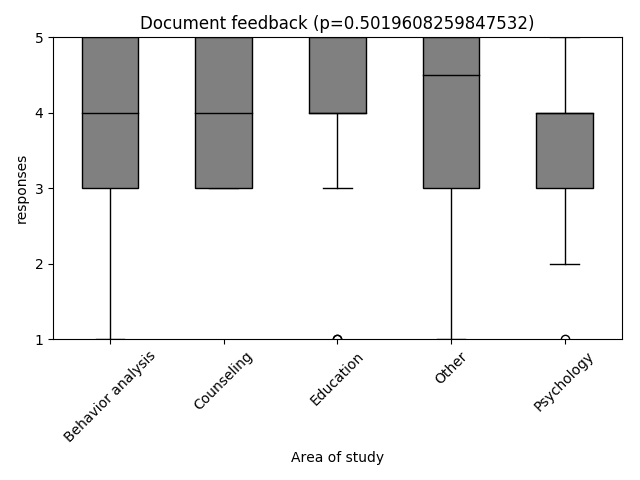 Document feedback (p=0.5019608259847532)
responses
5
4
3
2
1
Behavior analysis
Counseling
Education
Other
Psychology
Area of study